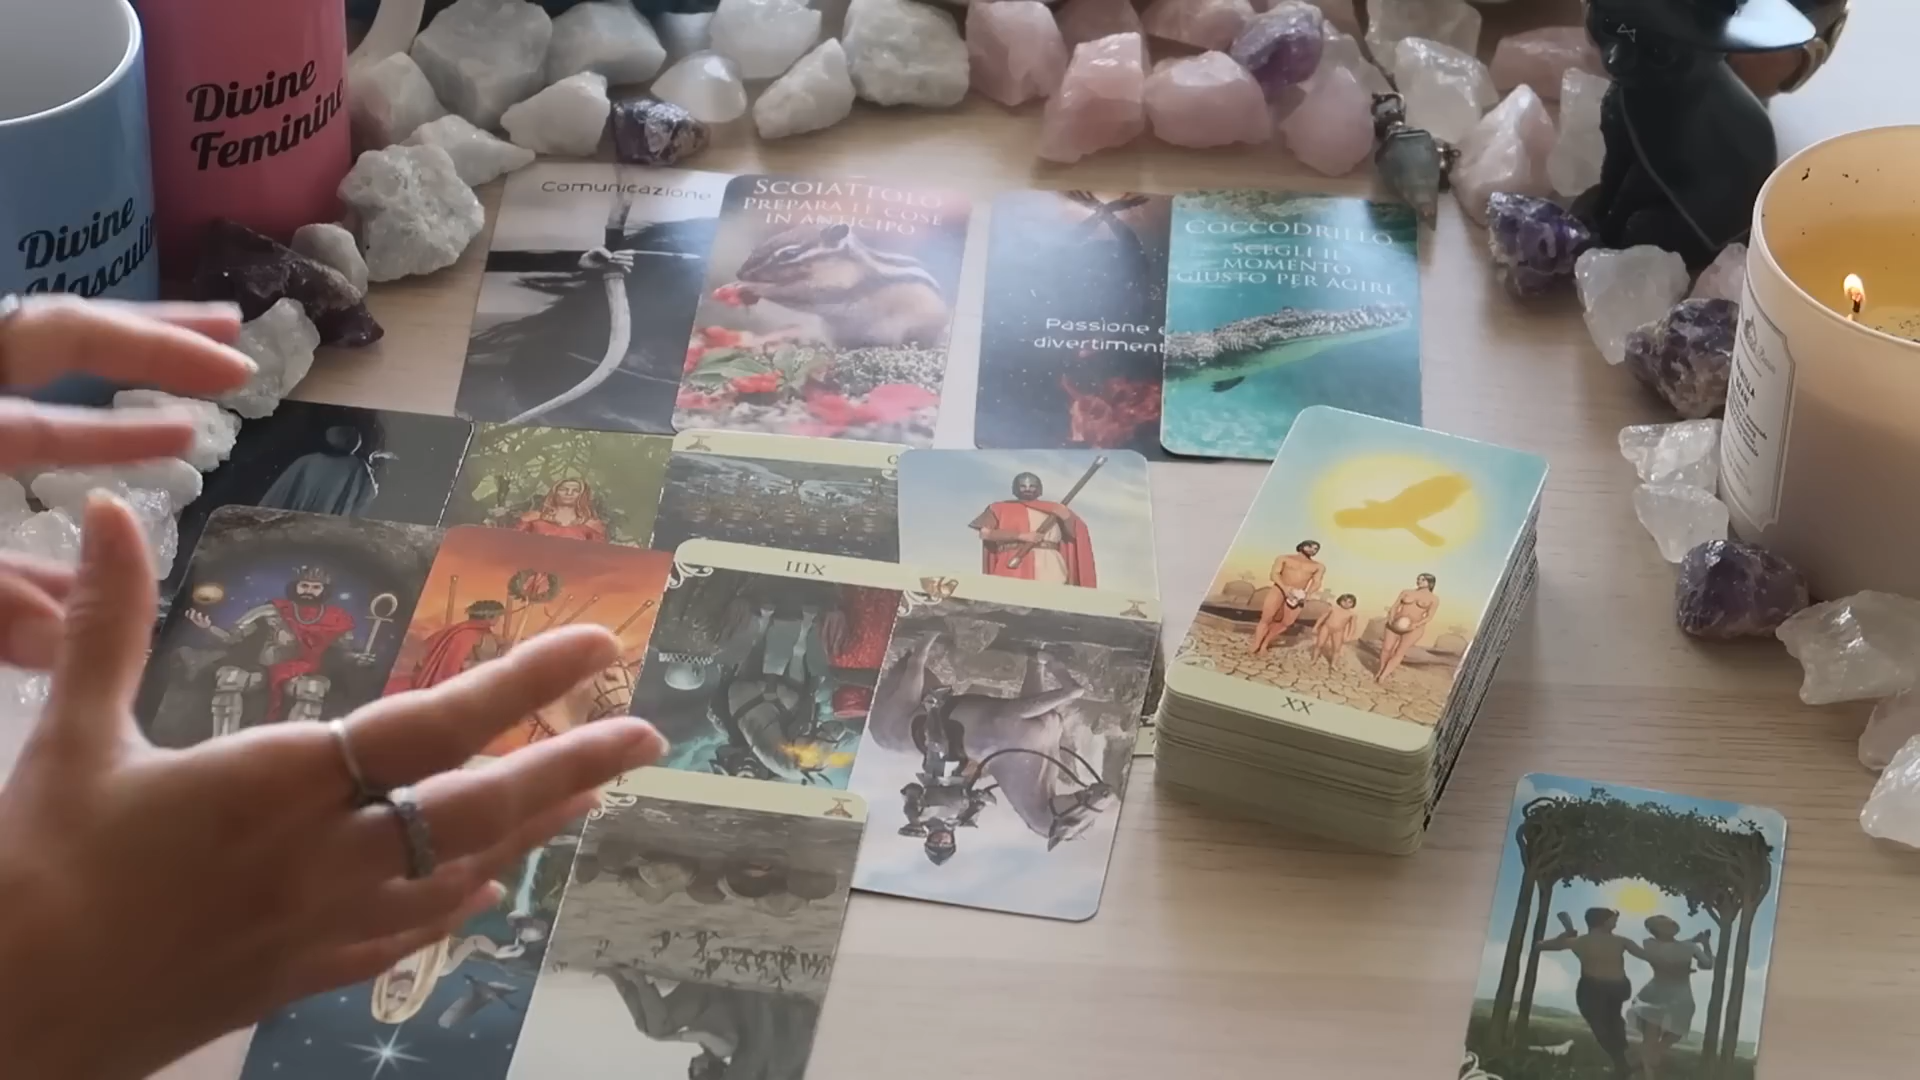 Divine
Feminine
Divine
Comunicazione
SCOIATTOLO
PREPARA LE COSE
IN ANTICIPO
Passione e
divertiment
COCCODRILLO
SCEGLI IL
MOMENTO
GIUSTO PER AGIRE
XIII
XX